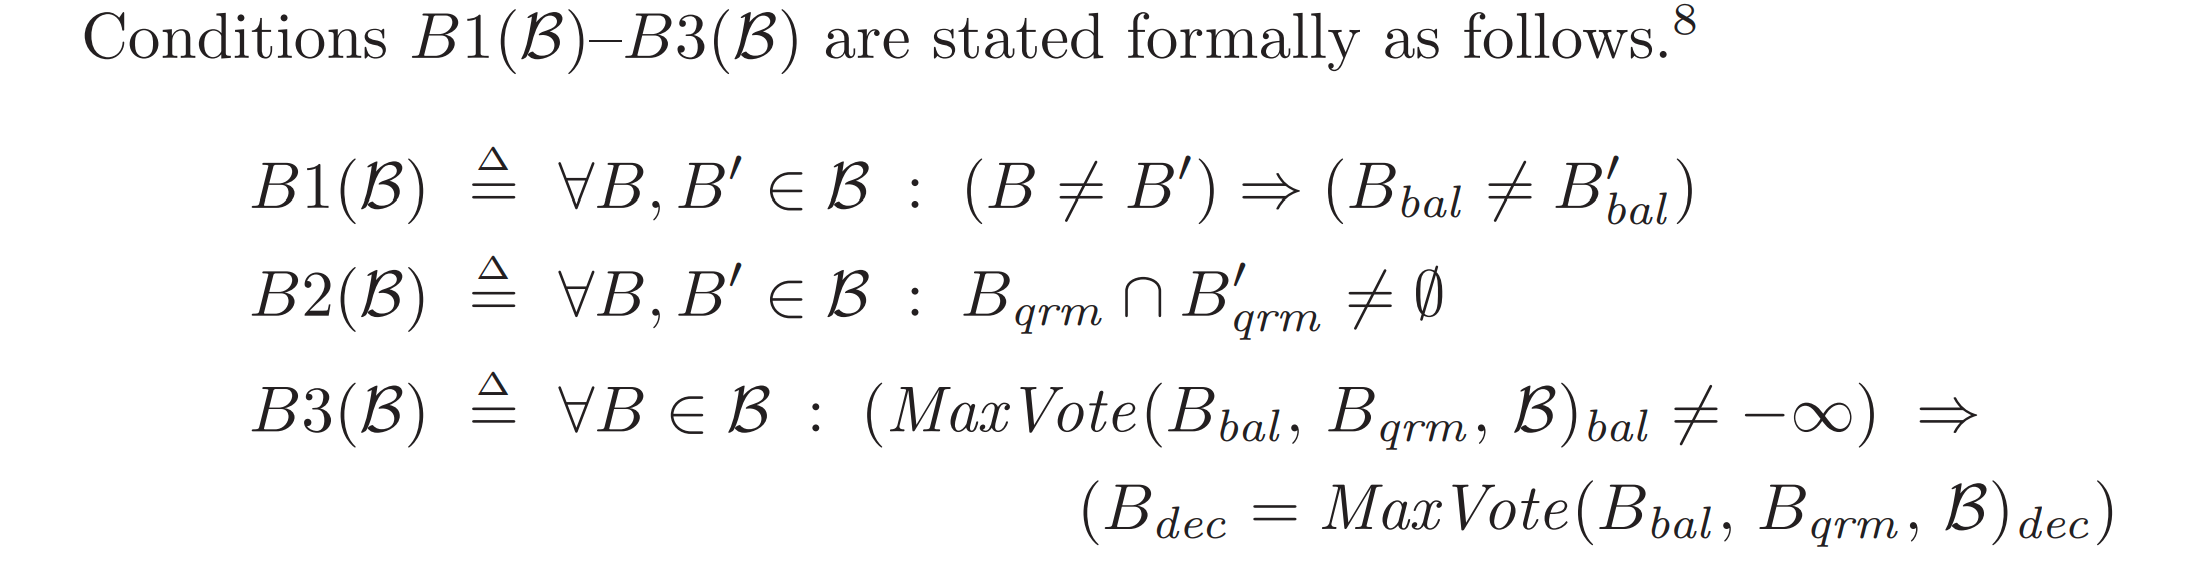 Conditions B1(ℬ)–B3(ℬ) are stated formally as follows.⁸
B1(ℬ) ≜ ∀B, B′ ∈ ℬ : (B ≠ B′) ⇒ (B_bal ≠ B′_bal)
B2(ℬ) ≜ ∀B, B′ ∈ ℬ : B_qrm ∩ B′_qrm ≠ ∅
B3(ℬ) ≜ ∀B ∈ ℬ : (MaxVote(B_bal, B_qrm, ℬ)_bal ≠ −∞) ⇒
(B_dec = MaxVote(B_bal, B_qrm, ℬ)_dec)